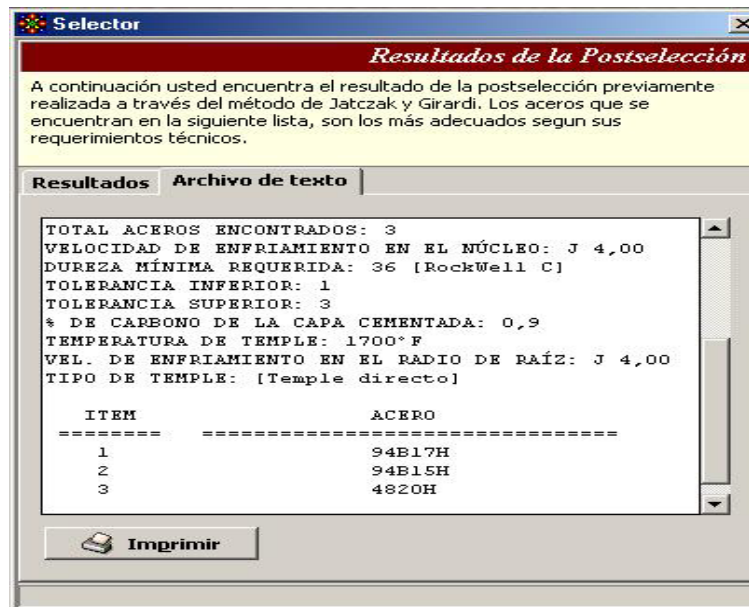 Selector
Resultados de la Postselección
A continuación usted encuentra el resultado de la postselección previamente
realizada a través del método de Jatczak y Girardi. Los aceros que se
encuentran en la siguiente lista, son los más adecuados segun sus
requerimientos técnicos.
Resultados Archivo de texto
TOTAL ACEROS ENCONTRADOS: 3
VELOCIDAD DE ENFRIAMIENTO EN EL NÚCLEO: J 4,00
DUREZA MÍNIMA REQUERIDA: 36 [RockWell C]
TOLERANCIA INFERIOR: 1
TOLERANCIA SUPERIOR: 3
% DE CARBONO DE LA CAPA CEMENTADA: 0,9
TEMPERATURA DE TEMPLE: 1700°F
VEL. DE ENFRIAMIENTO EN EL RADIO DE RAÍZ: J 4,00
TIPO DE TEMPLE: [Temple directo]
ITEM ACERO
======== ================================
1 94B17H
2 94B15H
3 4820H
Imprimir